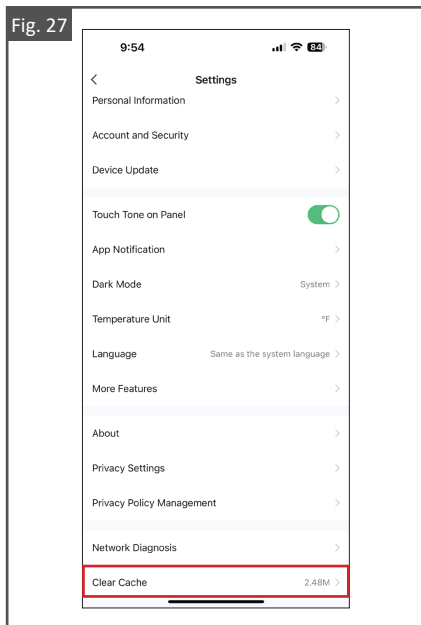 Fig. 27
9:54 84
Settings
Personal Information
Account and Security
Device Update
Touch Tone on Panel
App Notification
Dark Mode System
Temperature Unit °F
Language Same as the system language
More Features
About
Privacy Settings
Privacy Policy Management
Network Diagnosis
Clear Cache 2.48M